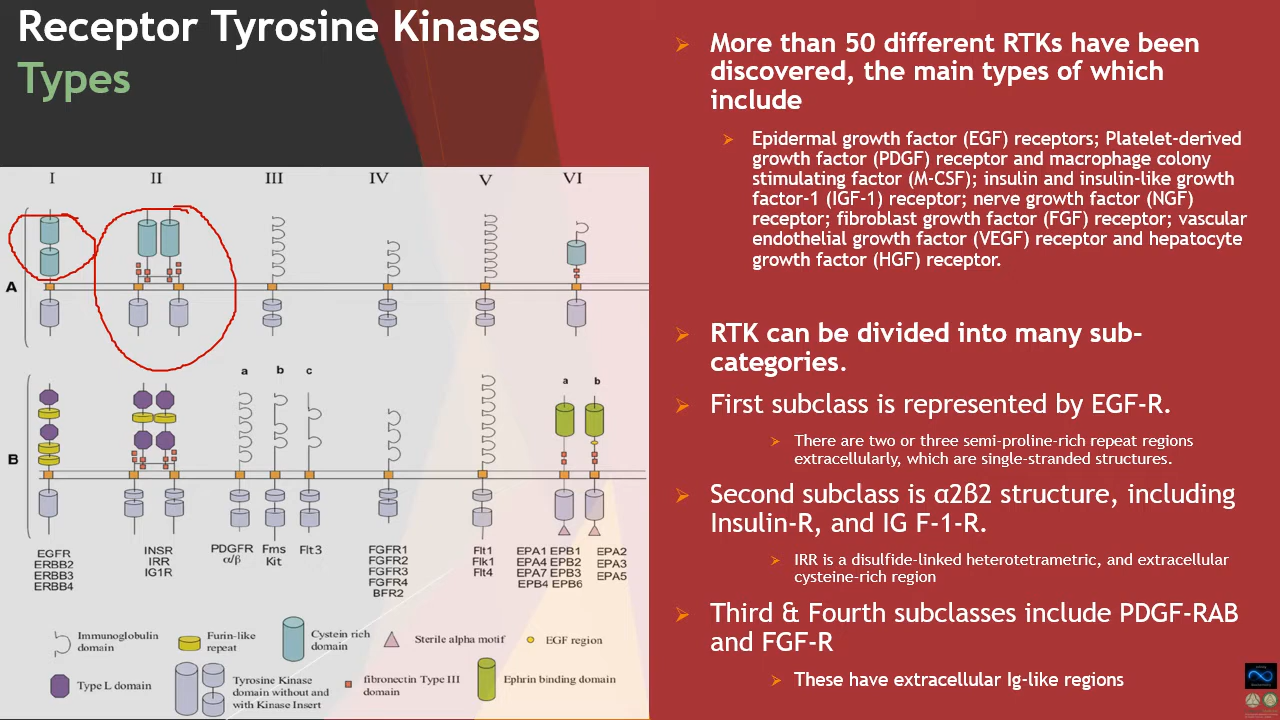 Receptor Tyrosine Kinases
Types
I II III IV V VI
A
a b c a b
B
EGFR
ERBB2
ERBB3
ERBB4
INSR
IRR
IG1R
PDGFR
α/β
Fms
Kit
Flt3
FGFR1
FGFR2
FGFR3
FGFR4
BFR2
Flt1
Flk1
Flt4
EPA1 EPB1
EPA4 EPB2
EPA7 EPB3
EPB4 EPB6
EPA2
EPA3
EPA5
Immunoglobulin
domain
Furin-like
repeat
Cystein rich
domain
Sterile alpha motif
EGF region
Type L domain
Tyrosine Kinase
domain without and
with Kinase Insert
fibronectin Type III
domain
Ephrin binding domain
More than 50 different RTKs have been
discovered, the main types of which
include
Epidermal growth factor (EGF) receptors; Platelet-derived
growth factor (PDGF) receptor and macrophage colony
stimulating factor (M-CSF); insulin and insulin-like growth
factor-1 (IGF-1) receptor; nerve growth factor (NGF)
receptor; fibroblast growth factor (FGF) receptor; vascular
endothelial growth factor (VEGF) receptor and hepatocyte
growth factor (HGF) receptor.
RTK can be divided into many sub-
categories.
First subclass is represented by EGF-R.
There are two or three semi-proline-rich repeat regions
extracellularly, which are single-stranded structures.
Second subclass is α2ß2 structure, including
Insulin-R, and IG F-1-R.
IRR is a disulfide-linked heterotetrametric, and extracellular
cysteine-rich region
Third & Fourth subclasses include PDGF-RAB
and FGF-R
These have extracellular Ig-like regions